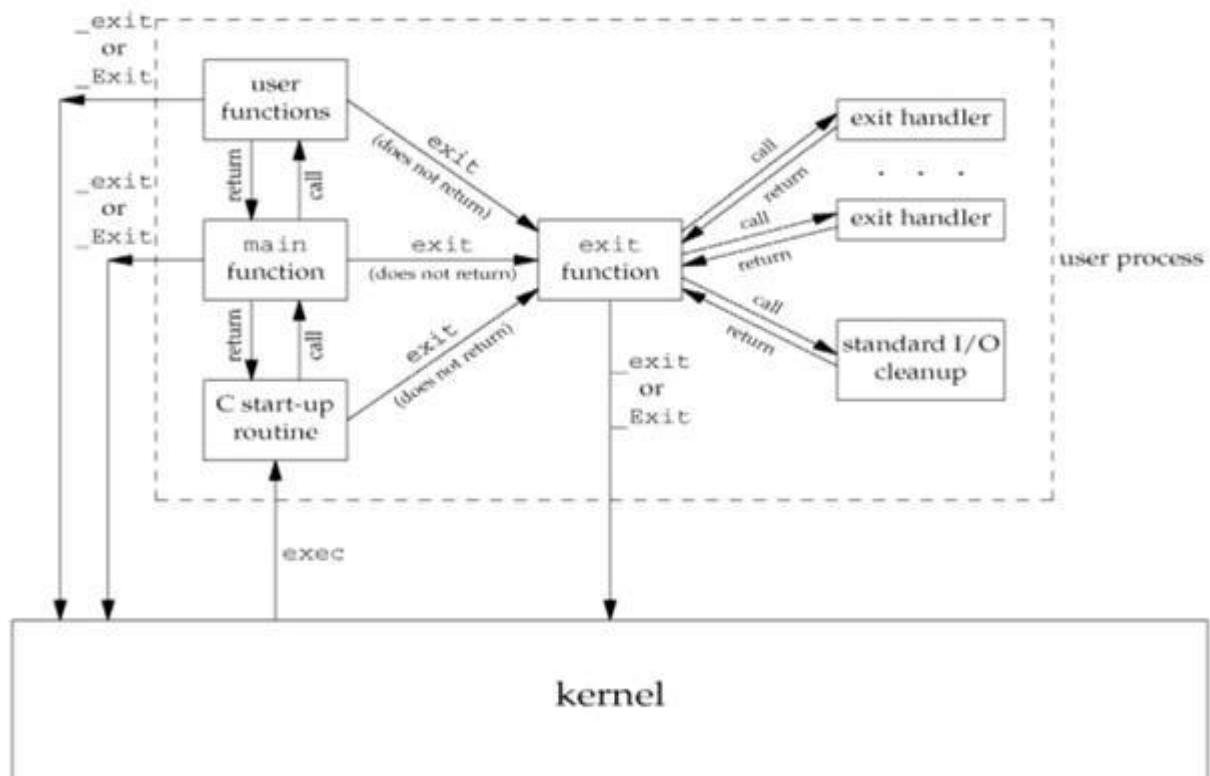 _exit
or
_Exit
user
functions
exit
(does not return)
return
call
_exit
or
_Exit
main
function
exit
(does not return)
exit
function
return
call
exit
(does not return)
C start-up
routine
call
return
exit handler
. . .
call
return
exit handler
call
return
standard I/O
cleanup
user process
_exit
or
_Exit
exec
kernel